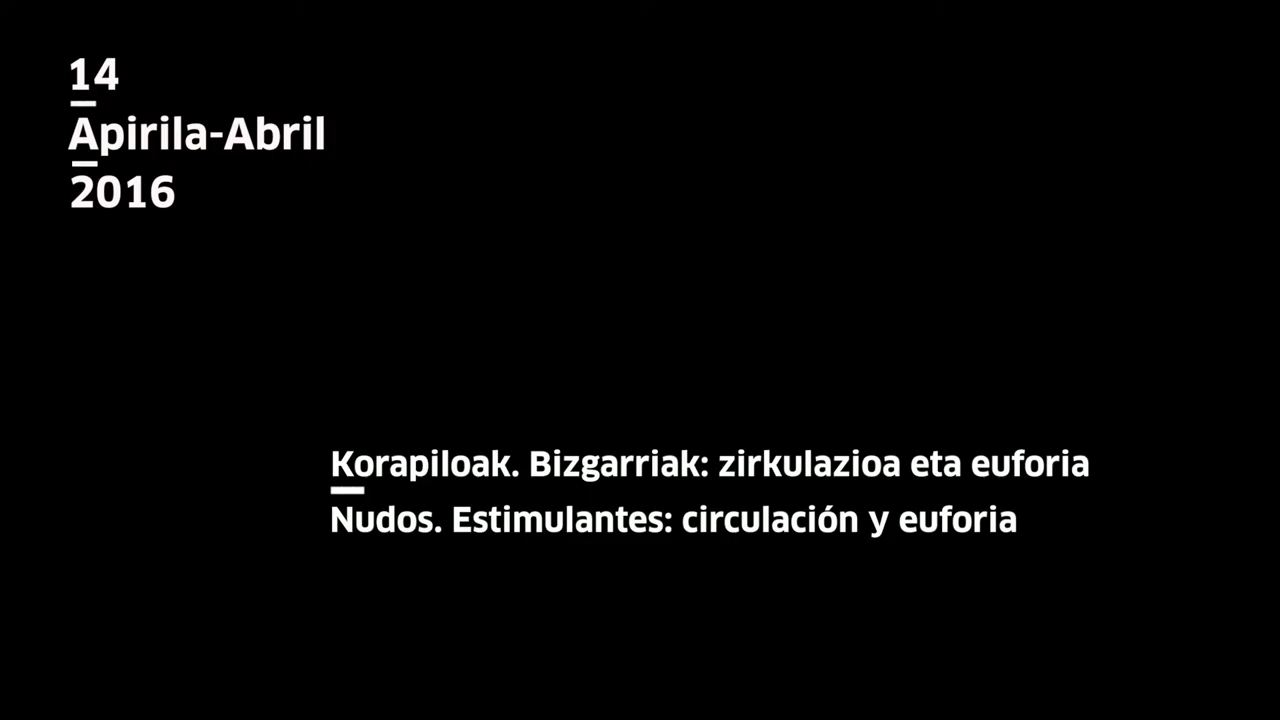 14
Apirila-Abril
2016
Korapiloak. Bizgarriak: zirkulazioa eta euforia
Nudos. Estimulantes: circulación y euforia